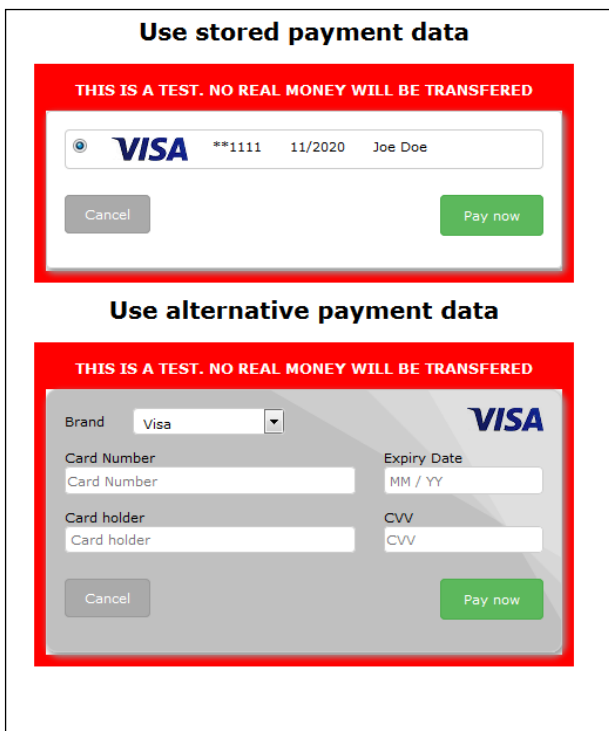 Use stored payment data
THIS IS A TEST. NO REAL MONEY WILL BE TRANSFERED
VISA **1111 11/2020 Joe Doe
Cancel Pay now
Use alternative payment data
THIS IS A TEST. NO REAL MONEY WILL BE TRANSFERED
Brand Visa VISA
Card Number Expiry Date
Card Number MM / YY
Card holder CVV
Card holder CVV
Cancel Pay now